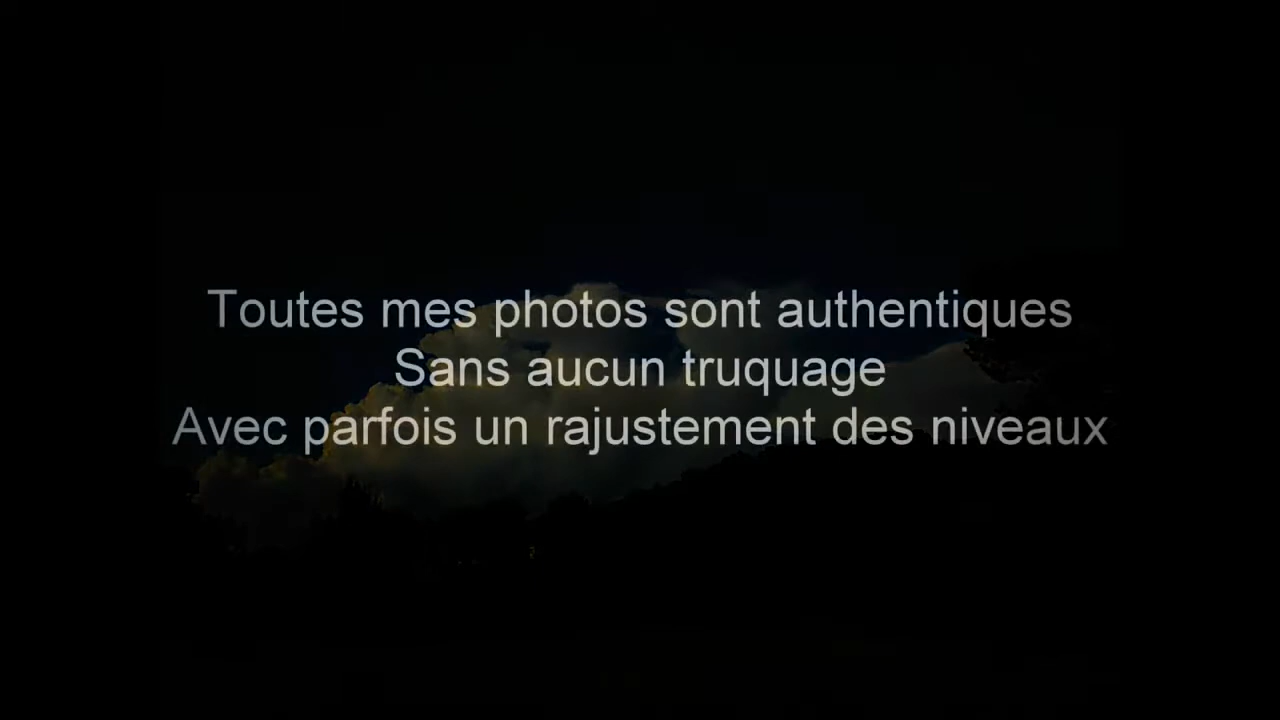 Toutes mes photos sont authentiques
Sans aucun truquage
Avec parfois un rajustement des niveaux